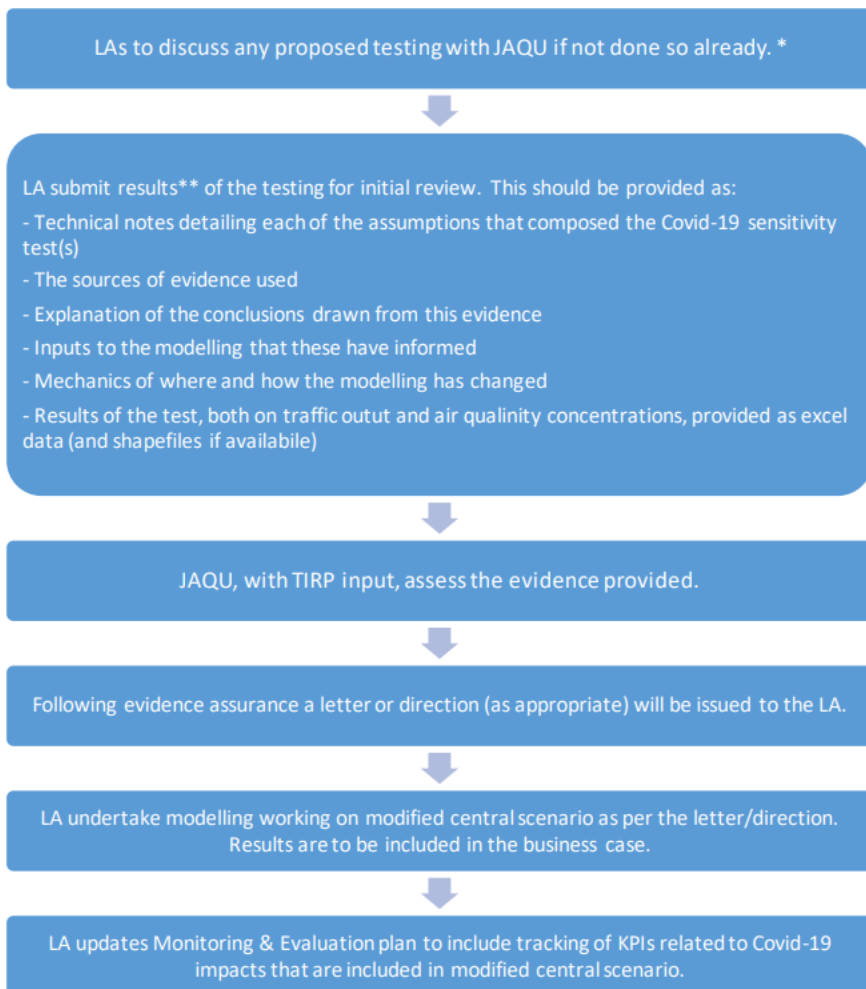 LAs to discuss any proposed testing with JAQU if not done so already. *
LA submit results** of the testing for initial review. This should be provided as:
- Technical notes detailing each of the assumptions that composed the Covid-19 sensitivity
test(s)
- The sources of evidence used
- Explanation of the conclusions drawn from this evidence
- Inputs to the modelling that these have informed
- Mechanics of where and how the modelling has changed
- Results of the test, both on traffic outut and air qualinity concentrations, provided as excel
data (and shapefiles if availabile)
JAQU, with TIRP input, assess the evidence provided.
Following evidence assurance a letter or direction (as appropriate) will be issued to the LA.
LA undertake modelling working on modified central scenario as per the letter/direction.
Results are to be included in the business case.
LA updates Monitoring & Evaluation plan to include tracking of KPIs related to Covid-19
impacts that are included in modified central scenario.